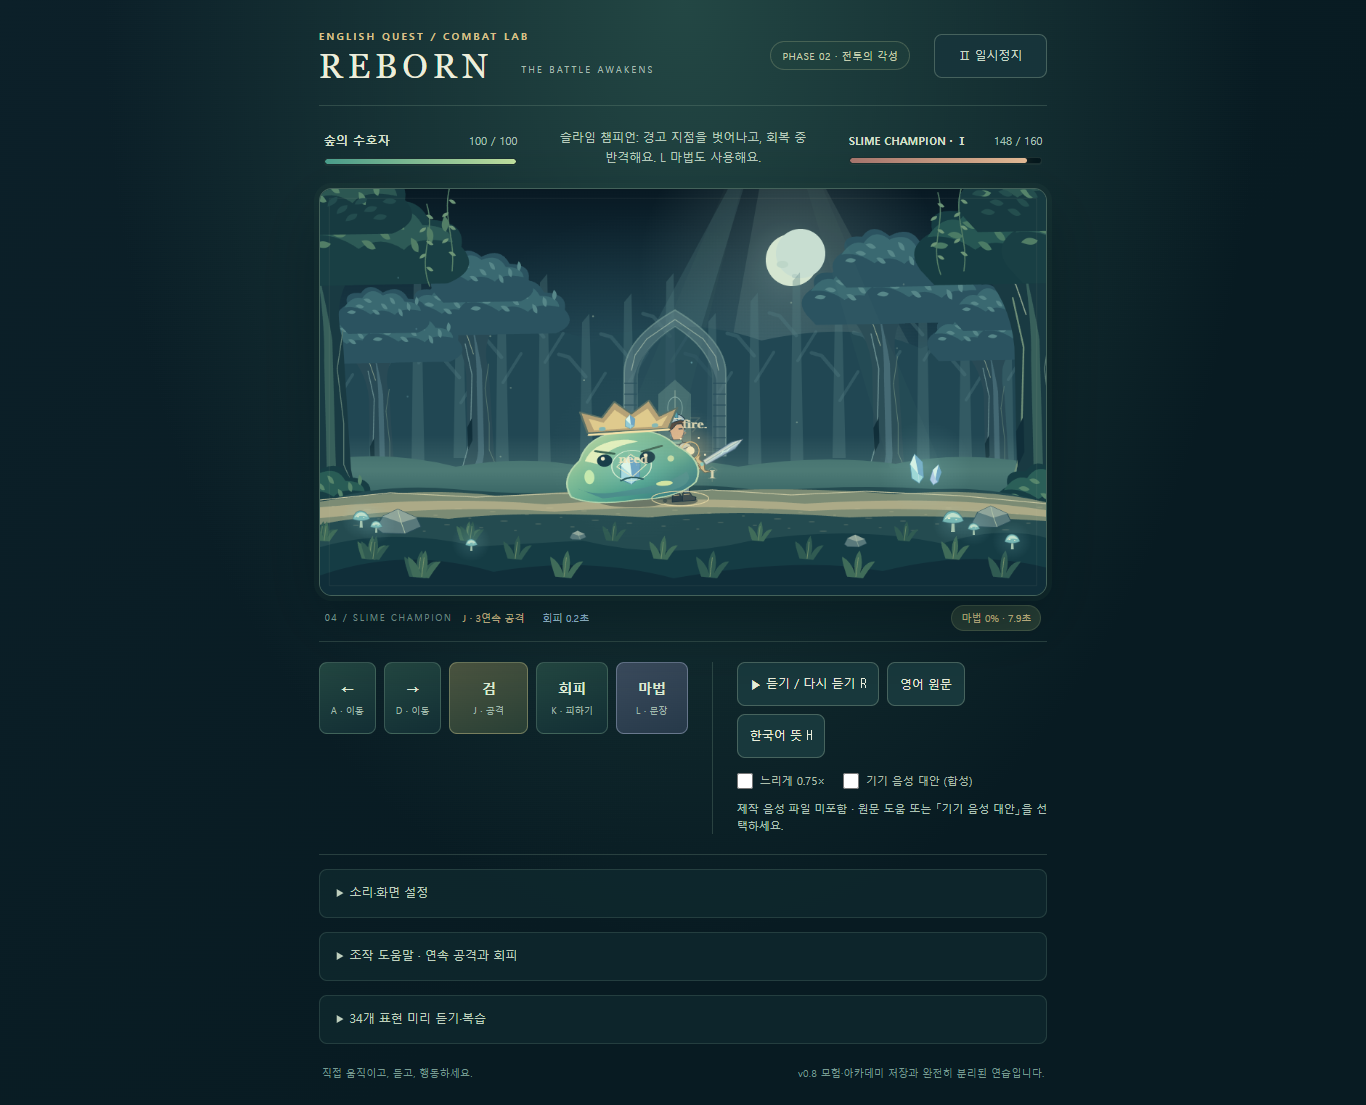 ENGLISH QUEST / COMBAT LAB
REBORN THE BATTLE AWAKENS
PHASE 02 · 전투의 각성
Ⅱ 일시정지
숲의 수호자 100 / 100
슬라임 챔피언: 경고 지점을 벗어나고, 회복 중
반격해요. L 마법도 사용해요.
SLIME CHAMPION · I 148 / 160
fire.
need
I
04 / SLIME CHAMPION J · 3연속 공격 회피 0.2초
마법 0% · 7.9초
←
A · 이동
→
D · 이동
검
J · 공격
회피
K · 피하기
마법
L · 문장
▶ 듣기 / 다시 듣기 R
영어 원문
한국어 뜻 H
느리게 0.75×
기기 음성 대안 (합성)
제작 음성 파일 미포함 · 원문 도움 또는 「기기 음성 대안」을 선
택하세요.
▶ 소리·화면 설정
▶ 조작 도움말 · 연속 공격과 회피
▶ 34개 표현 미리 듣기·복습
직접 움직이고, 듣고, 행동하세요.
v0.8 모험·아카데미 저장과 완전히 분리된 연습입니다.